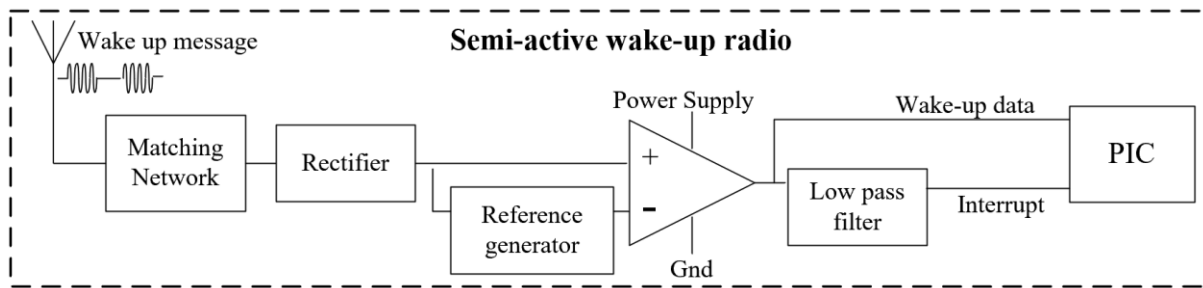 Semi-active wake-up radio
Wake up message
Power Supply
Wake-up data
Matching
Network
Rectifier
+
-
PIC
Reference
generator
Low pass
filter
Interrupt
Gnd